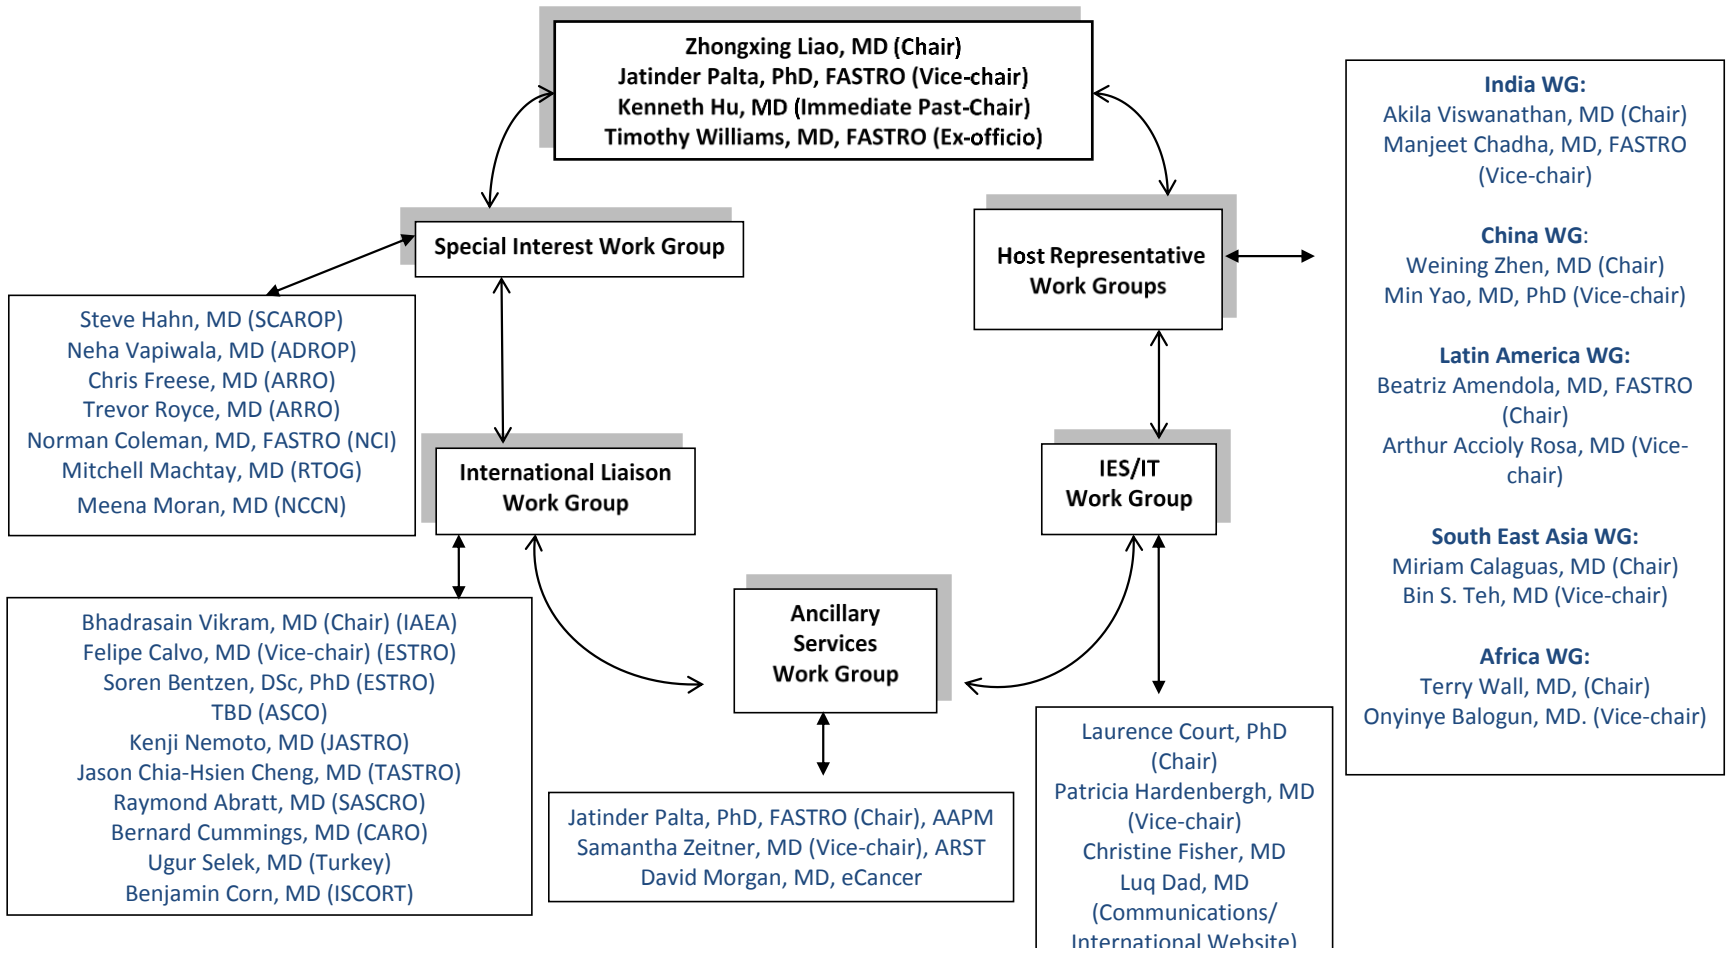 Zhongxing Liao, MD (Chair)
Jatinder Palta, PhD, FASTRO (Vice-chair)
Kenneth Hu, MD (Immediate Past-Chair)
Timothy Williams, MD, FASTRO (Ex-officio)
Special Interest Work Group
Host Representative
Work Groups
India WG:
Akila Viswanathan, MD (Chair)
Manjeet Chadha, MD, FASTRO
(Vice-chair)
China WG:
Weining Zhen, MD (Chair)
Min Yao, MD, PhD (Vice-chair)
Latin America WG:
Beatriz Amendola, MD, FASTRO
(Chair)
Arthur Accioly Rosa, MD (Vice-
chair)
South East Asia WG:
Miriam Calaguas, MD (Chair)
Bin S. Teh, MD (Vice-chair)
Africa WG:
Terry Wall, MD, (Chair)
Onyinye Balogun, MD. (Vice-chair)
Steve Hahn, MD (SCAROP)
Neha Vapiwala, MD (ADROP)
Chris Freese, MD (ARRO)
Trevor Royce, MD (ARRO)
Norman Coleman, MD, FASTRO (NCI)
Mitchell Machtay, MD (RTOG)
Meena Moran, MD (NCCN)
International Liaison
Work Group
IES/IT
Work Group
Ancillary
Services
Work Group
Bhadrasain Vikram, MD (Chair) (IAEA)
Felipe Calvo, MD (Vice-chair) (ESTRO)
Soren Bentzen, DSc, PhD (ESTRO)
TBD (ASCO)
Kenji Nemoto, MD (JASTRO)
Jason Chia-Hsien Cheng, MD (TASTRO)
Raymond Abratt, MD (SASCRO)
Bernard Cummings, MD (CARO)
Ugur Selek, MD (Turkey)
Benjamin Corn, MD (ISCORT)
Jatinder Palta, PhD, FASTRO (Chair), AAPM
Samantha Zeitner, MD (Vice-chair), ARST
David Morgan, MD, eCancer
Laurence Court, PhD
(Chair)
Patricia Hardenbergh, MD
(Vice-chair)
Christine Fisher, MD
Luq Dad, MD
(Communications/
International Website)